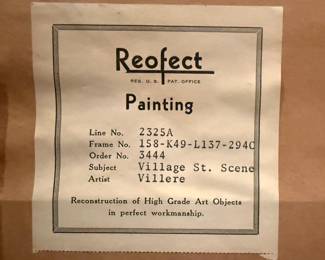 Reofect
REG. U. S. PAT. OFFICE
Painting
Line No. 2325A
Frame No. 158-K49-L137-294C
Order No. 3444
Subject Village St. Scene
Artist Villere
Reconstruction of High Grade Art Objects
in perfect workmanship.